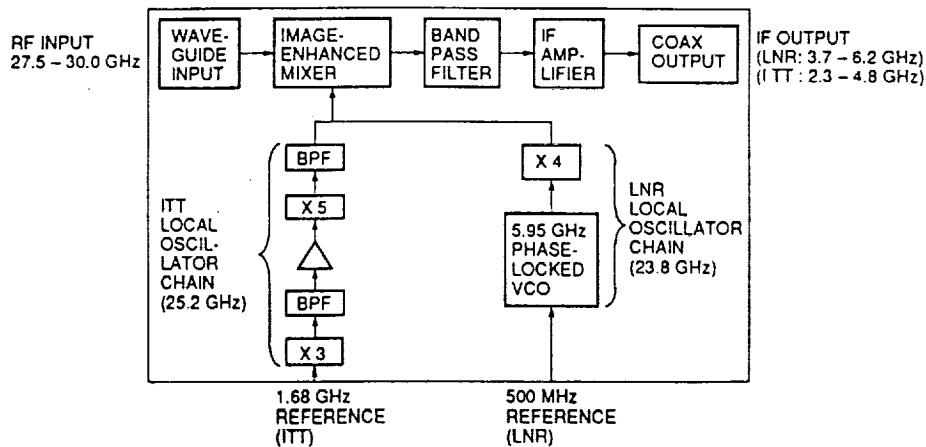 RF INPUT
27.5 – 30.0 GHz
WAVE-
GUIDE
INPUT
IMAGE-
ENHANCED
MIXER
BAND
PASS
FILTER
IF
AMP-
LIFIER
COAX
OUTPUT
IF OUTPUT
(LNR: 3.7 – 6.2 GHz)
(ITT : 2.3 – 4.8 GHz)
ITT
LOCAL
OSCIL-
LATOR
CHAIN
(25.2 GHz)
BPF
X 5
BPF
X 3
X 4
5.95 GHz
PHASE-
LOCKED
VCO
LNR
LOCAL
OSCILLATOR
CHAIN
(23.8 GHz)
1.68 GHz
REFERENCE
(ITT)
500 MHz
REFERENCE
(LNR)